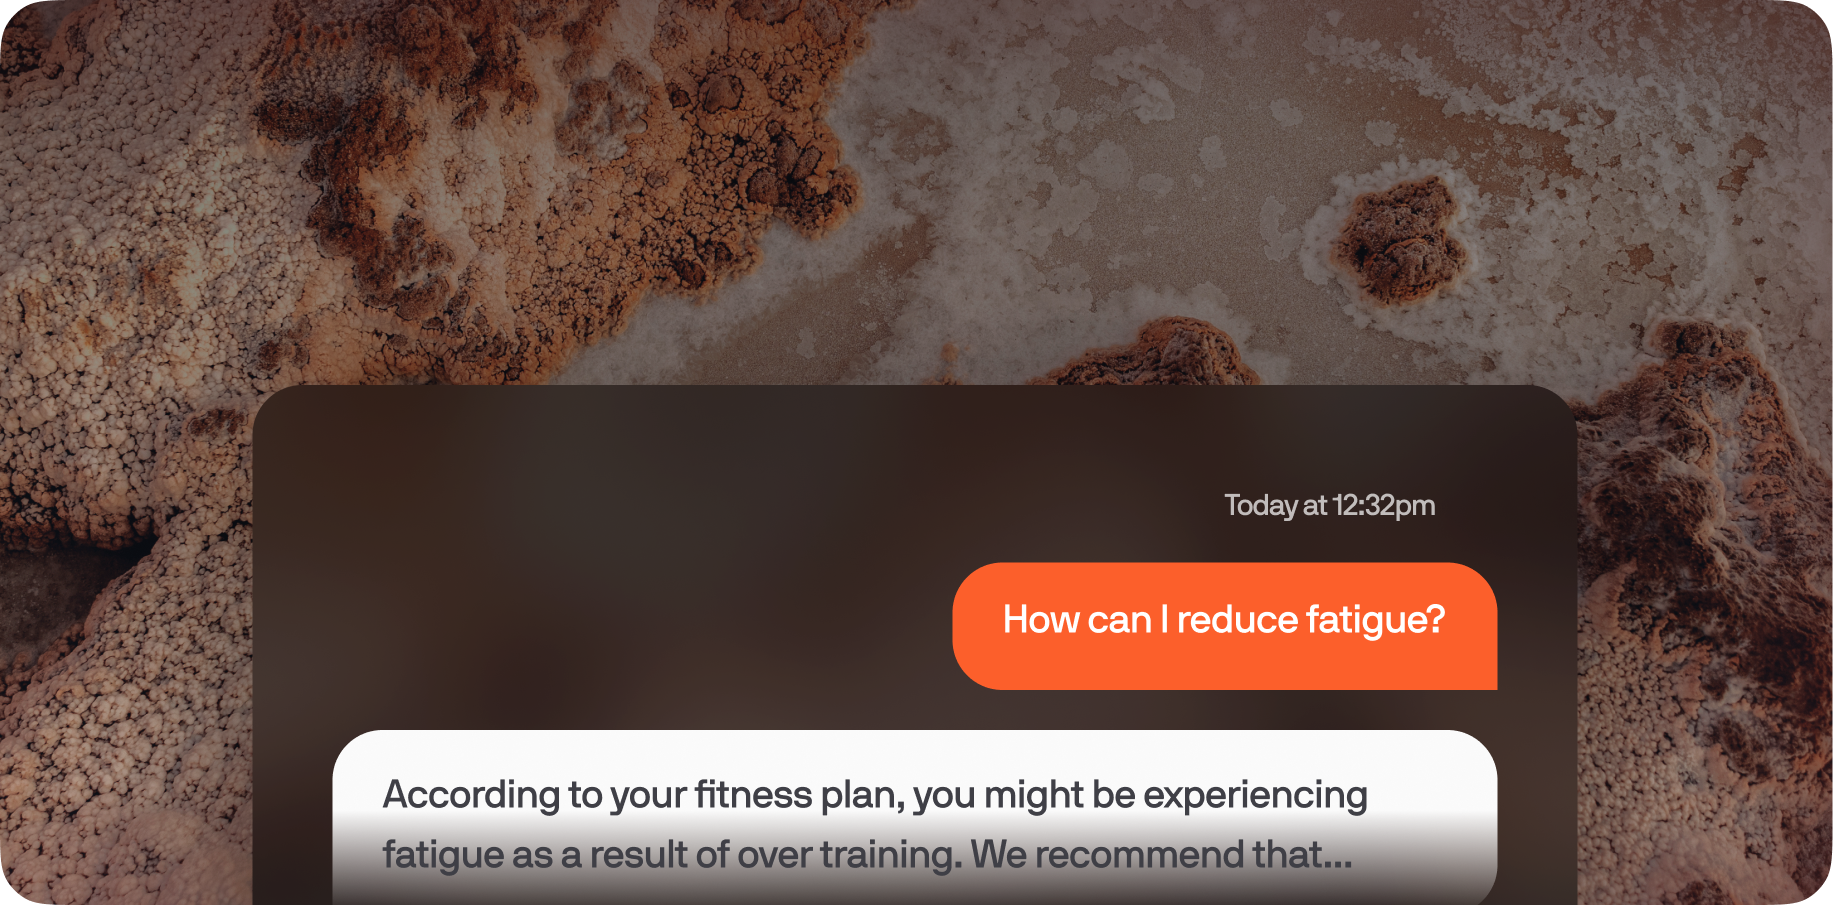 Today at 12:32pm
How can I reduce fatigue?
According to your fitness plan, you might be experiencing
fatigue as a result of over training. We recommend that...